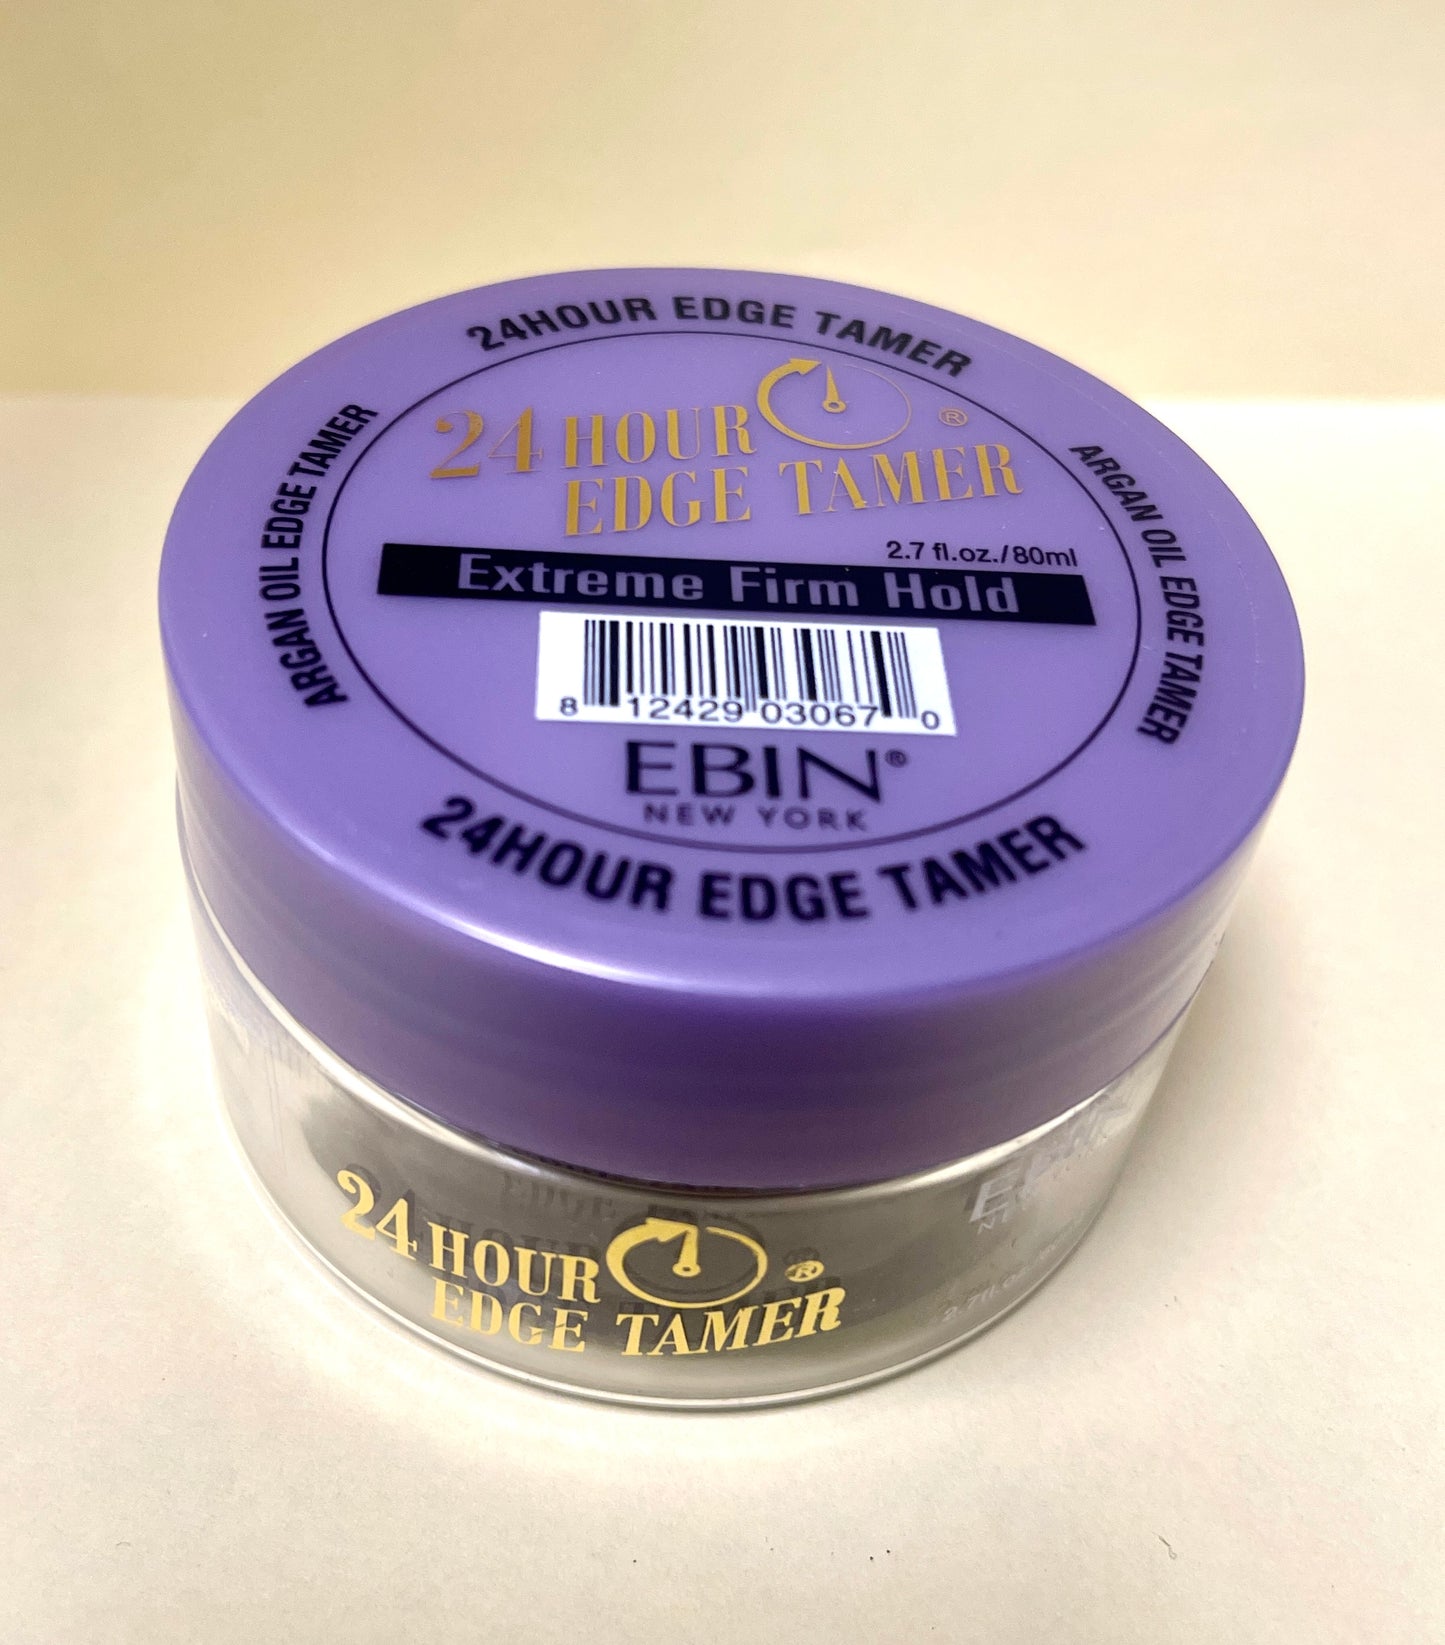 24HOUR EDGE TAMER
ARGAN OIL EDGE TAMER
ARGAN OIL EDGE TAMER
24 HOUR
EDGE TAMER ®
2.7 fl.oz./80ml
Extreme Firm Hold
8 12429 03067 0
EBIN®
NEW YORK
24HOUR EDGE TAMER
24 HOUR
EDGE TAMER ®
EBIN